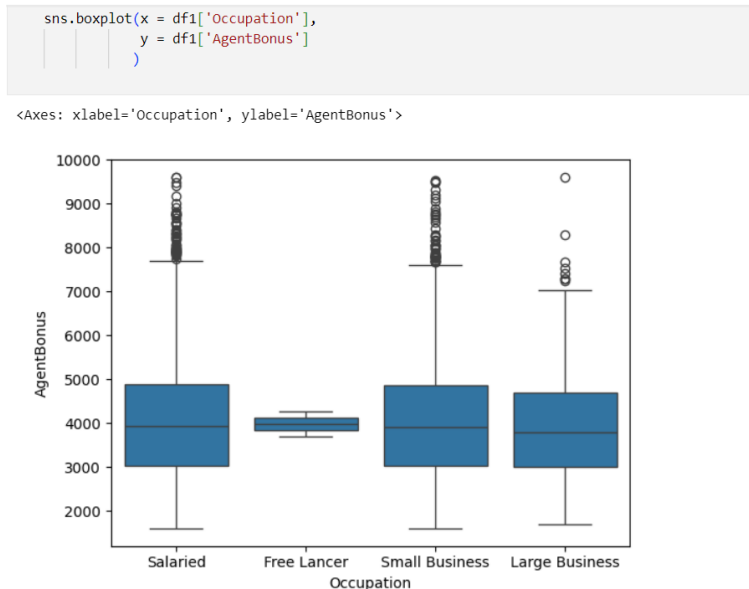 sns.boxplot(x = df1['Occupation'],
y = df1['AgentBonus']
)
<Axes: xlabel='Occupation', ylabel='AgentBonus'>
10000
9000
8000
7000
6000
5000
4000
3000
2000
AgentBonus
Salaried Free Lancer Small Business Large Business
Occupation